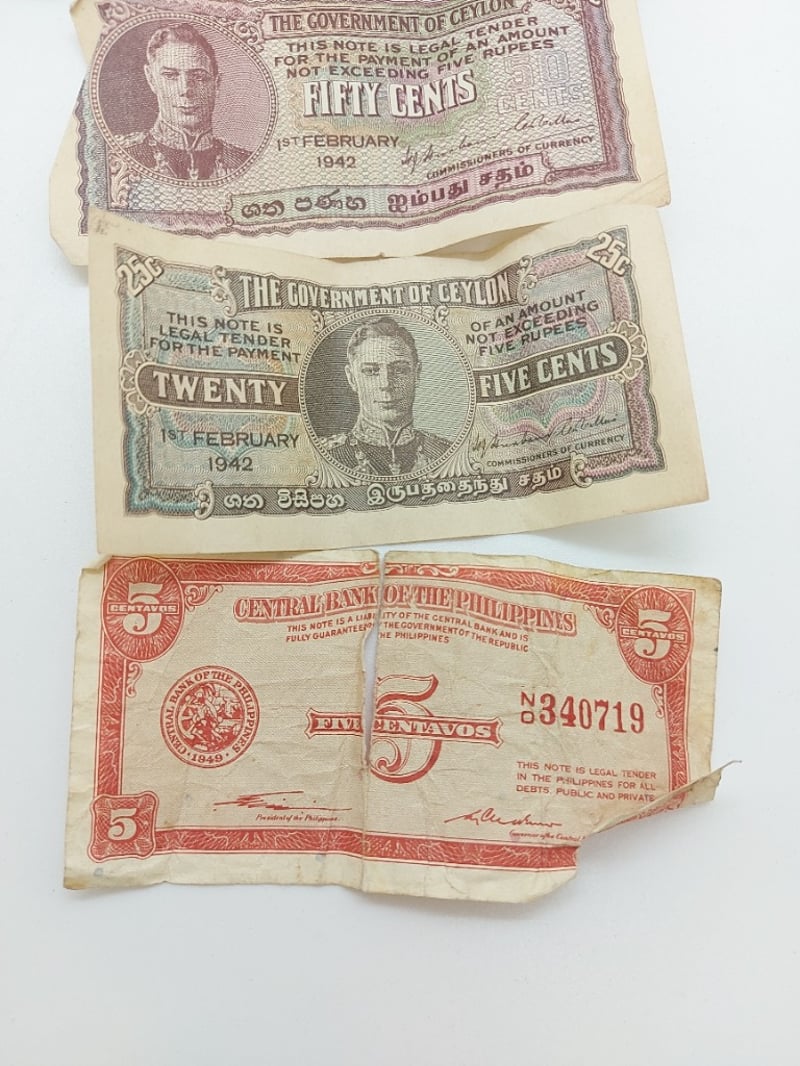 THE GOVERNMENT OF CEYLON
THIS NOTE IS LEGAL TENDER
FOR THE PAYMENT OF AN AMOUNT
NOT EXCEEDING FIVE RUPEES
50
CENTS
FIFTY CENTS
1ST FEBRUARY
1942
COMMISSIONERS OF CURRENCY
ශත පණහ ஐம்பது சதம்
25C
25C
THE GOVERNMENT OF CEYLON
THIS NOTE IS
LEGAL TENDER
FOR THE PAYMENT
OF AN AMOUNT
NOT EXCEEDING
FIVE RUPEES
TWENTY FIVE CENTS
1ST FEBRUARY
1942
COMMISSIONERS OF CURRENCY
ශත විසිපහ இருபத்தைந்து சதம்
5
CENTAVOS
5
CENTAVOS
CENTRAL BANK OF THE PHILIPPINES
THIS NOTE IS A LIABILITY OF THE CENTRAL BANK AND IS
FULLY GUARANTEED THE GOVERNMENT OF THE REPUBLIC
THE PHILIPPINES
CENTRAL BANK OF THE PHILIPPINES
1949
5
FIVE CENTAVOS
NO 340719
THIS NOTE IS LEGAL TENDER
IN THE PHILIPPINES FOR ALL
DEBTS, PUBLIC AND PRIVATE
President of the Philippines
Governor of the Central
5